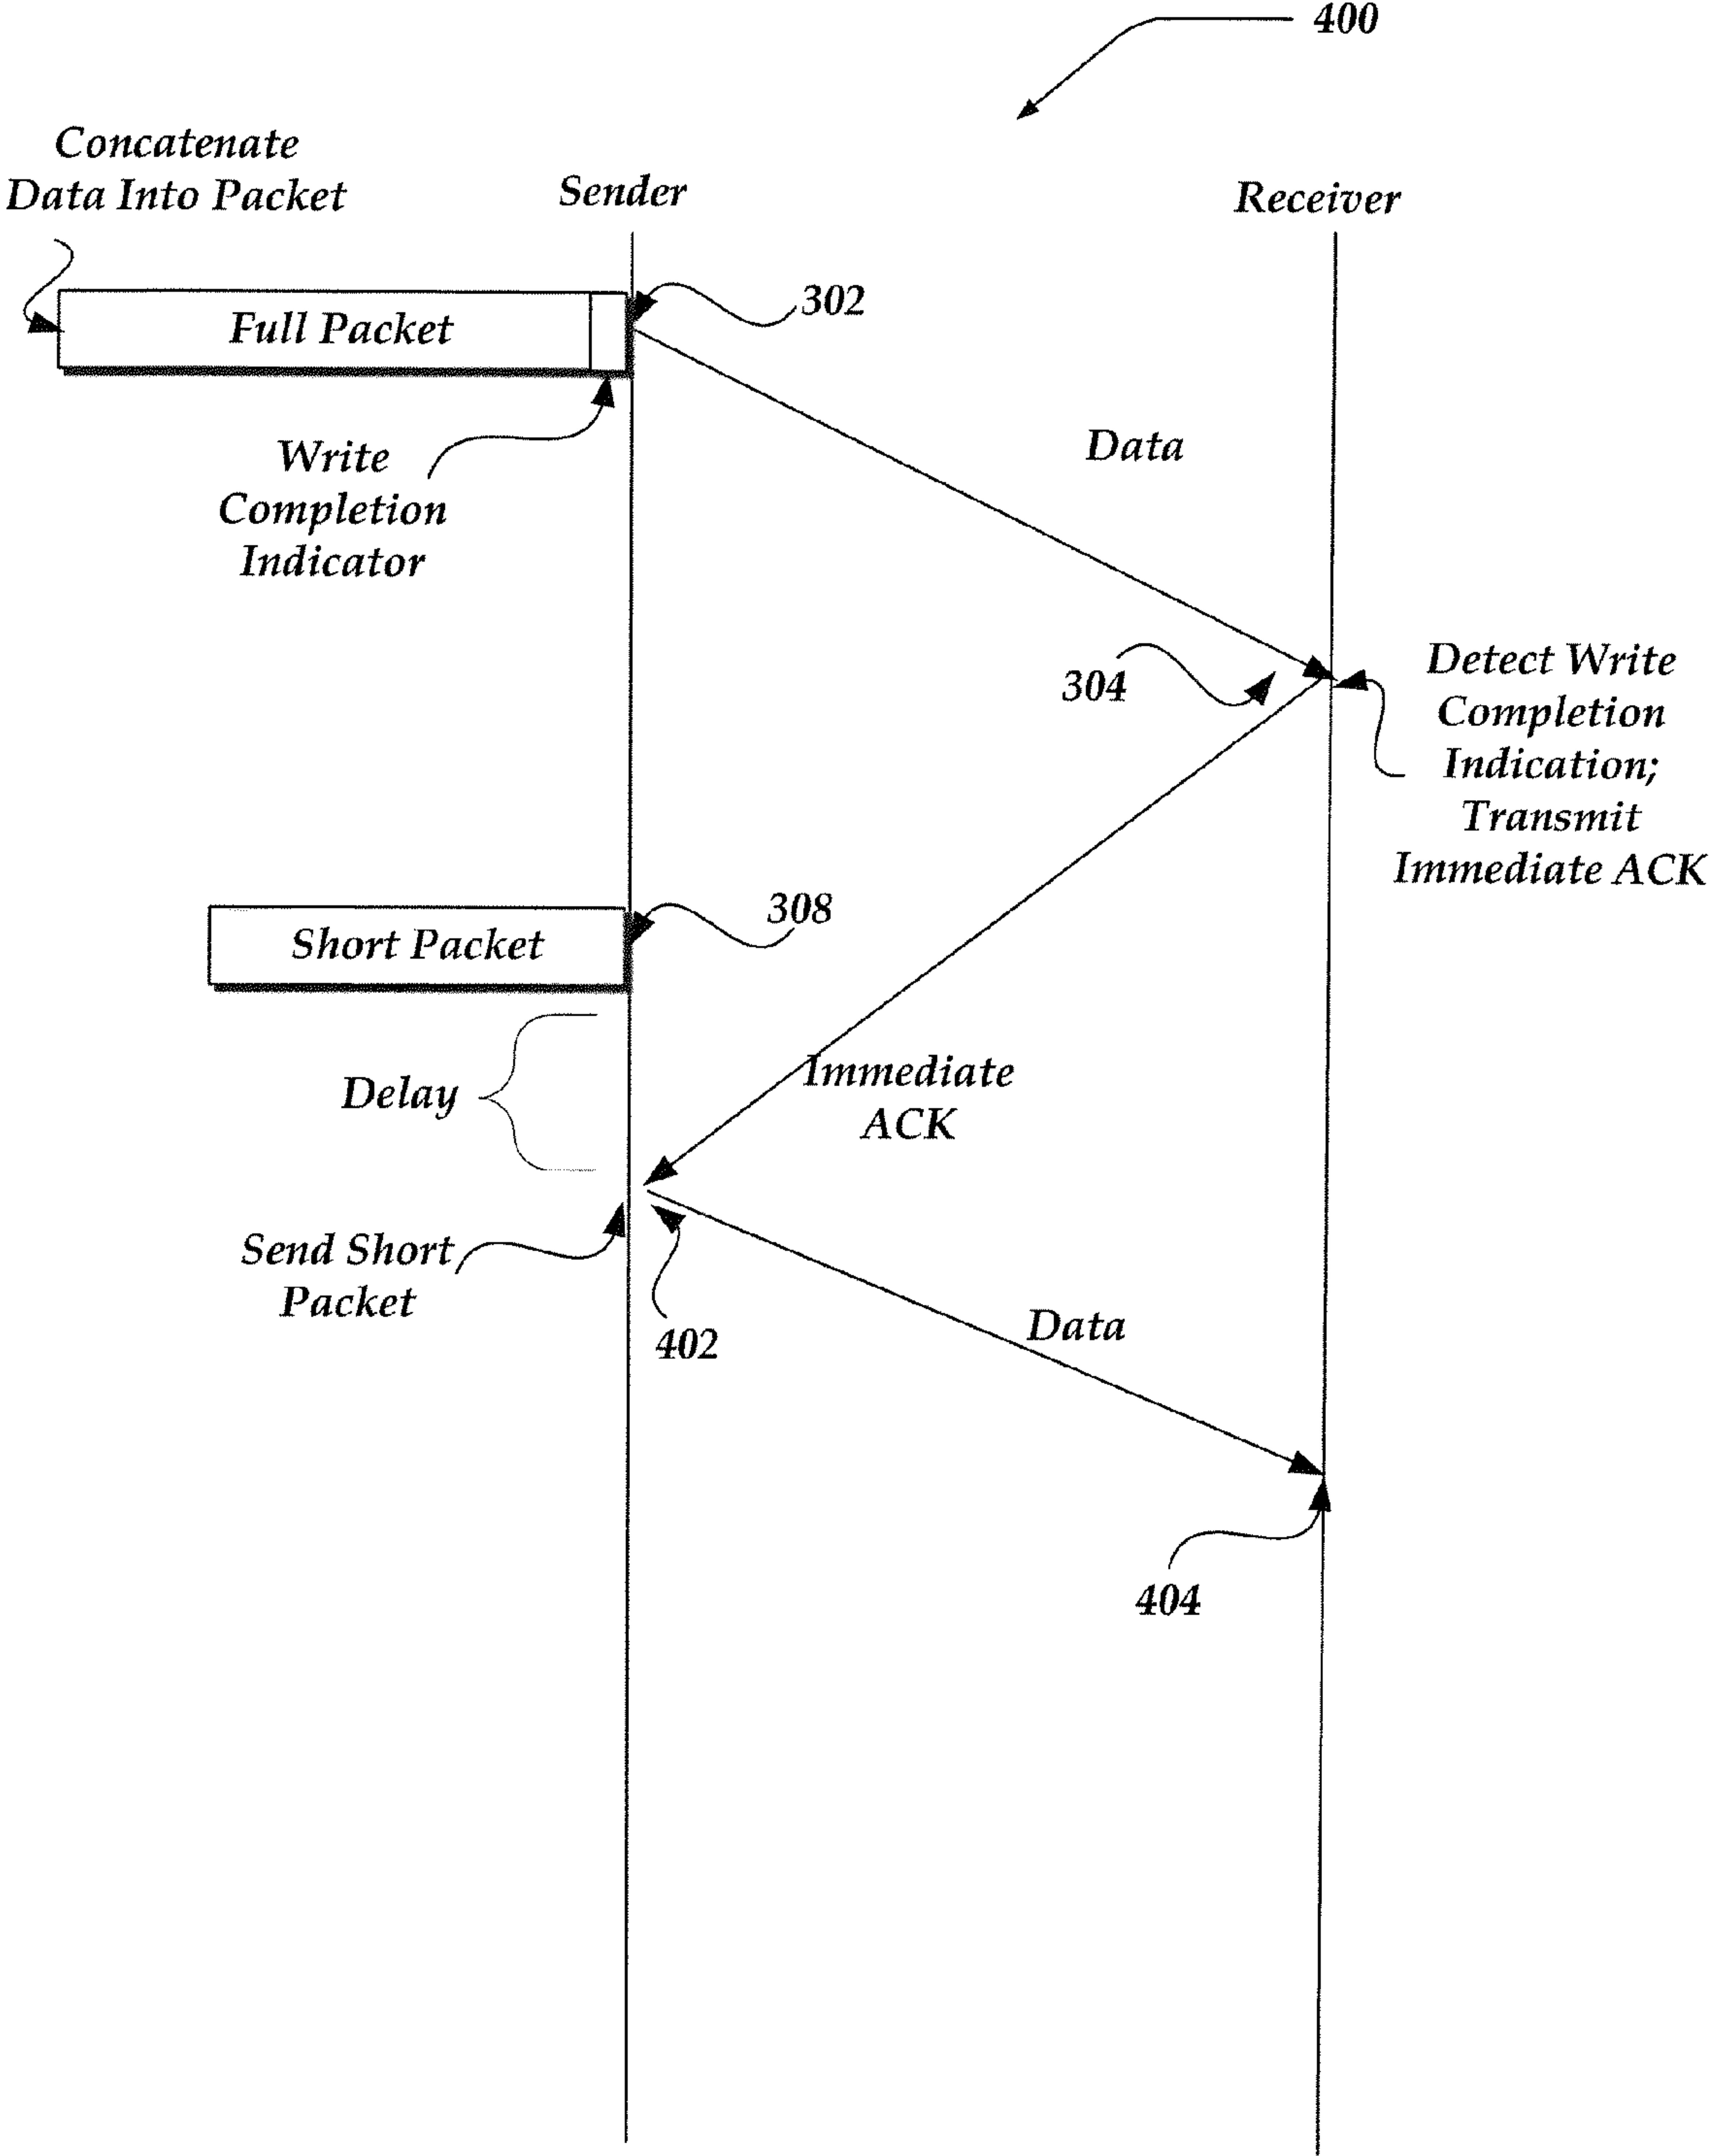 400
Concatenate
Data Into Packet
Sender
Receiver
Full Packet
302
Data
Write
Completion
Indicator
304
Detect Write
Completion
Indication;
Transmit
Immediate ACK
308
Short Packet
Immediate
ACK
Delay
Send Short
Packet
402
Data
404